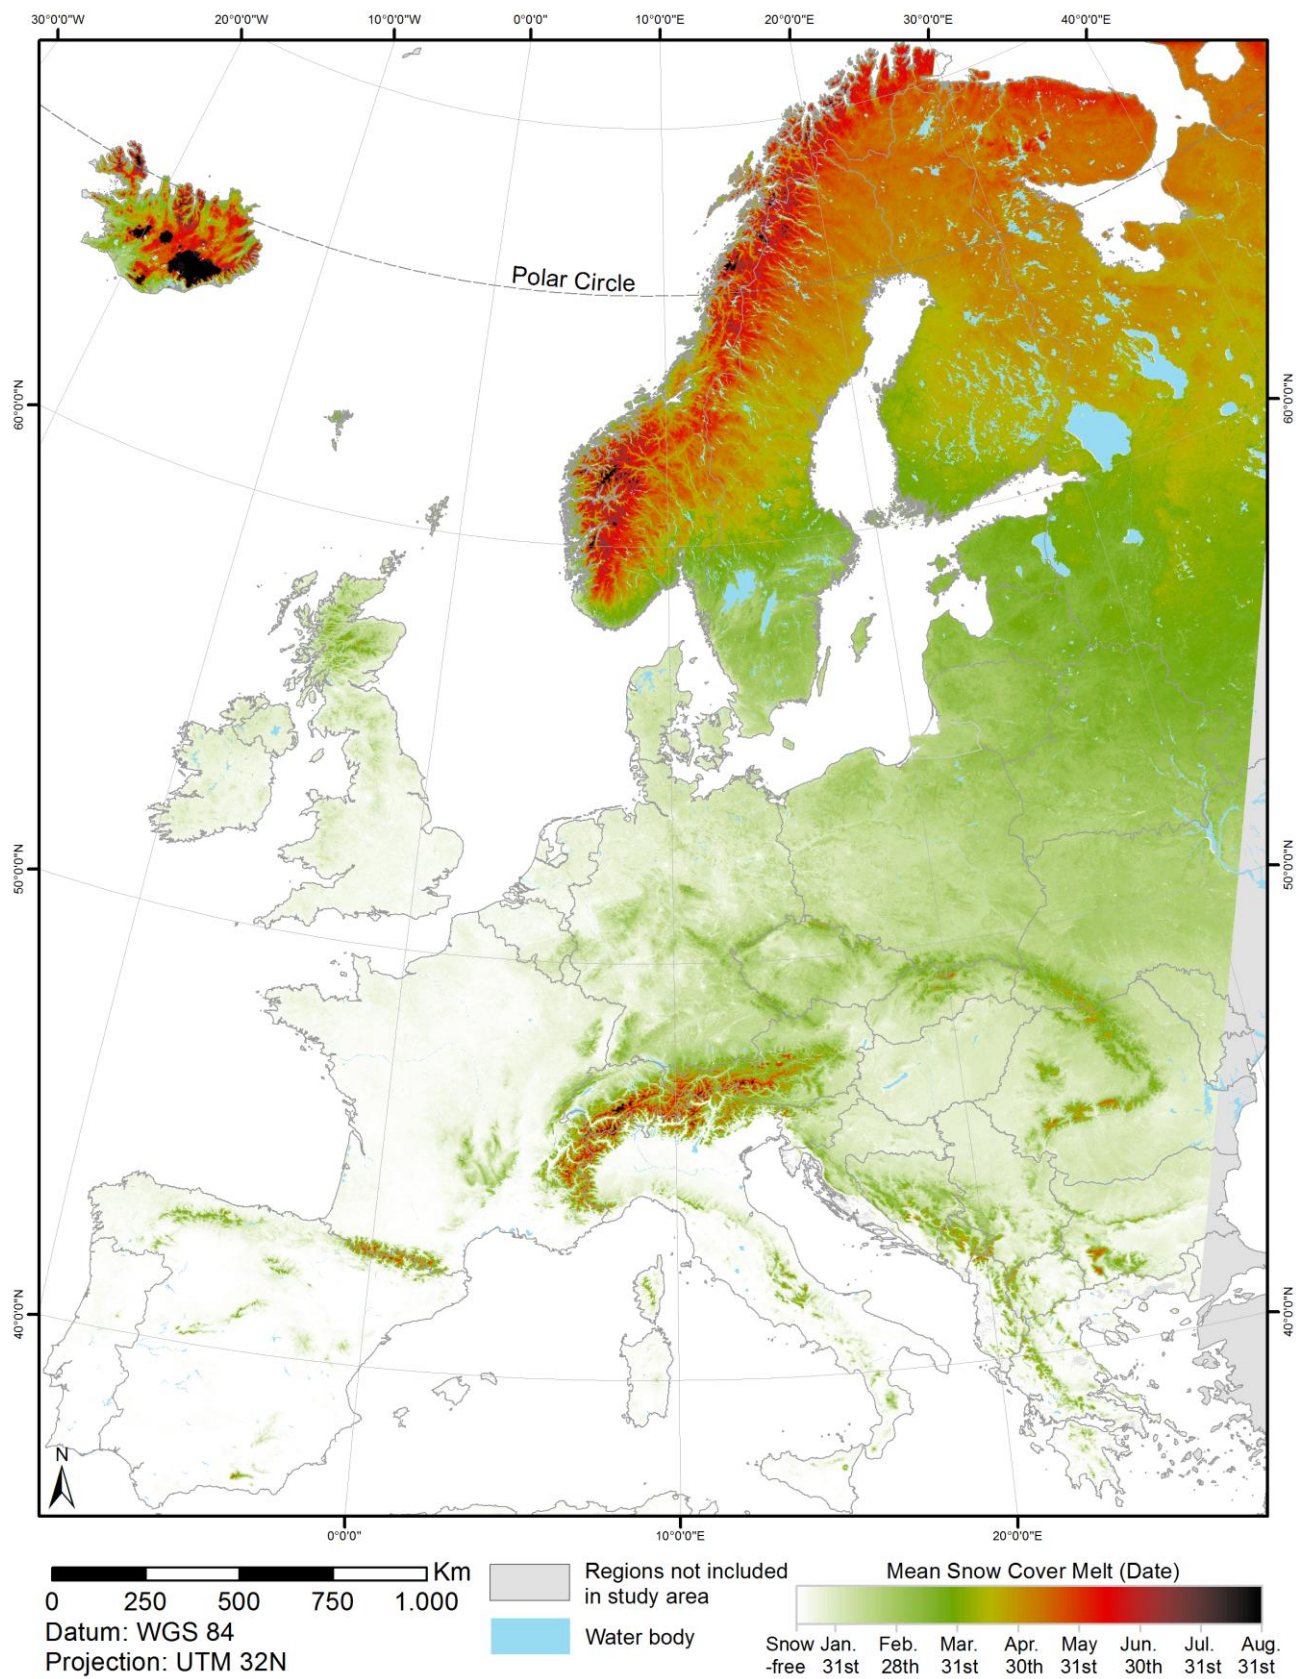 30°0'0"W 20°0'0"W 10°0'0"W 0°0'0" 10°0'0"E 20°0'0"E 30°0'0"E 40°0'0"E
Polar Circle
60°0'0"N 60°0'0"N
50°0'0"N 50°0'0"N
40°0'0"N 40°0'0"N
N
0°0'0" 10°0'0"E 20°0'0"E
Km
0 250 500 750 1.000
Datum: WGS 84
Projection: UTM 32N
Regions not included
in study area
Water body
Mean Snow Cover Melt (Date)
Snow Jan. Feb. Mar. Apr. May Jun. Jul. Aug.
-free 31st 28th 31st 30th 31st 30th 31st 31st